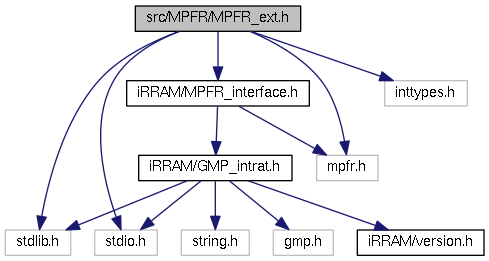 src/MPFR/MPFR_ext.h
iRRAM/MPFR_interface.h
inttypes.h
iRRAM/GMP_intrat.h
mpfr.h
stdlib.h
stdio.h
string.h
gmp.h
iRRAM/version.h